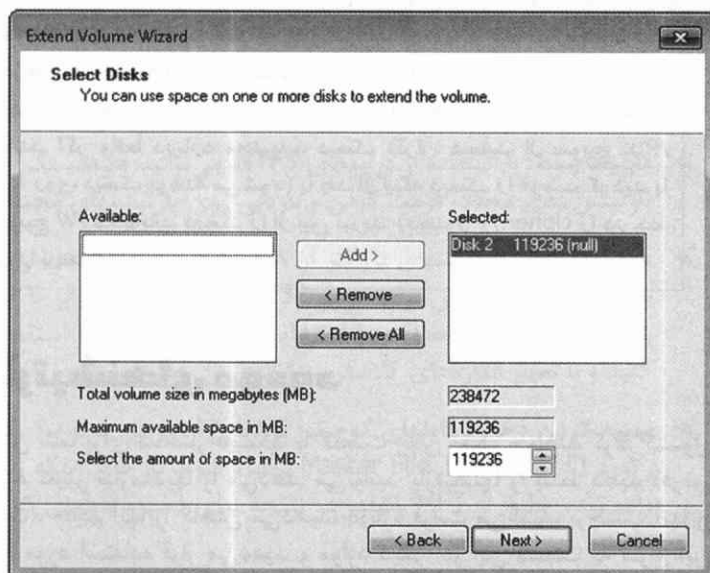 Extend Volume Wizard
Select Disks
You can use space on one or more disks to extend the volume.
Available:
Selected:
Disk 2 119236 (null)
Add >
< Remove
< Remove All
Total volume size in megabytes (MB): 238472
Maximum available space in MB: 119236
Select the amount of space in MB: 119236
< Back Next > Cancel